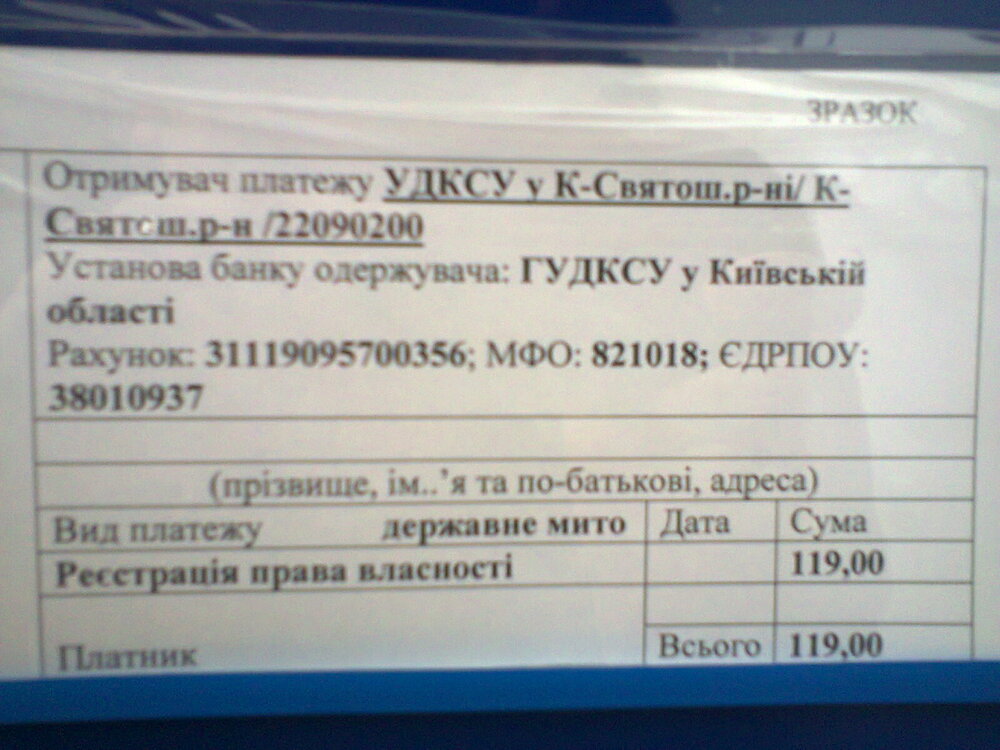 ЗРАЗОК
Отримувач платежу УДКСУ у К-Святош.р-ні/ К-
Святош.р-н /22090200
Установа банку одержувача: ГУДКСУ у Київській
області
Рахунок: 31119095700356; МФО: 821018; ЄДРПОУ:
38010937
(прізвище, ім..’я та по-батькові, адреса)
Вид платежу державне мито Дата Сума
Реєстрація права власності 119,00
Платник Всього 119,00